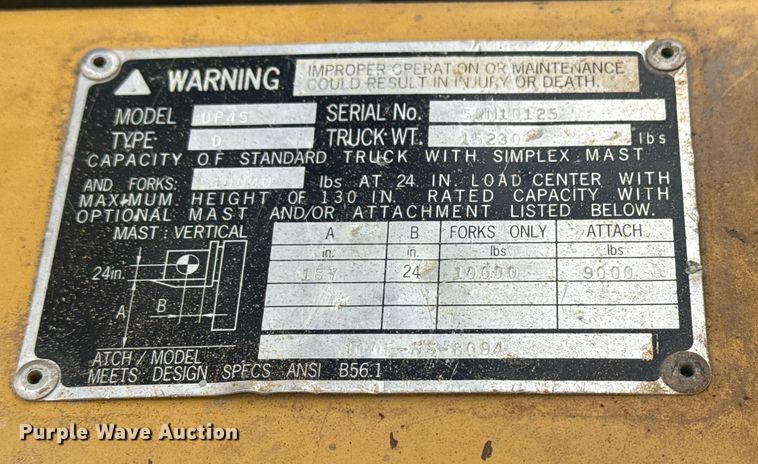 WARNING IMPROPER OPERATION OR MAINTENANCE
COULD RESULT IN INJURY OR DEATH.
MODEL DP45 SERIAL No.
TYPE D TRUCK WT. 15230 lbs
CAPACITY OF STANDARD TRUCK WITH SIMPLEX MAST
AND FORKS: lbs AT 24 IN. LOAD CENTER WITH
MAXIMUM HEIGHT OF 130 IN. RATED CAPACITY WITH
OPTIONAL MAST AND/OR ATTACHMENT LISTED BELOW.
MAST: VERTICAL A B FORKS ONLY ATTACH
in. in. lbs lbs
24in. 157 24 10000 9000
A B
ATCH/MODEL
MEETS DESIGN SPECS ANSI B56.1
Purple Wave Auction